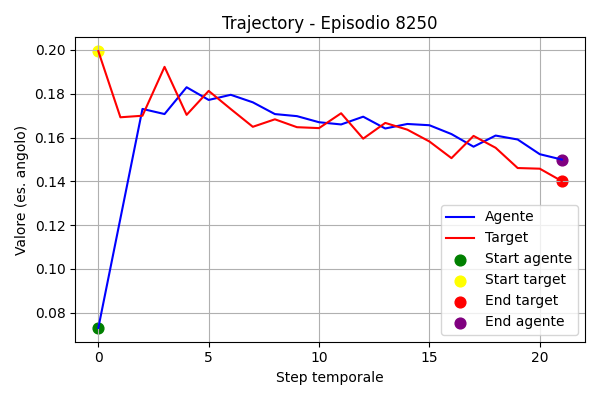 Trajectory - Episodio 8250
Valore (es. angolo)
0.20
0.18
0.16
0.14
0.12
0.10
0.08
0
5
10
15
20
Step temporale
Agente
Target
Start agente
Start target
End target
End agente